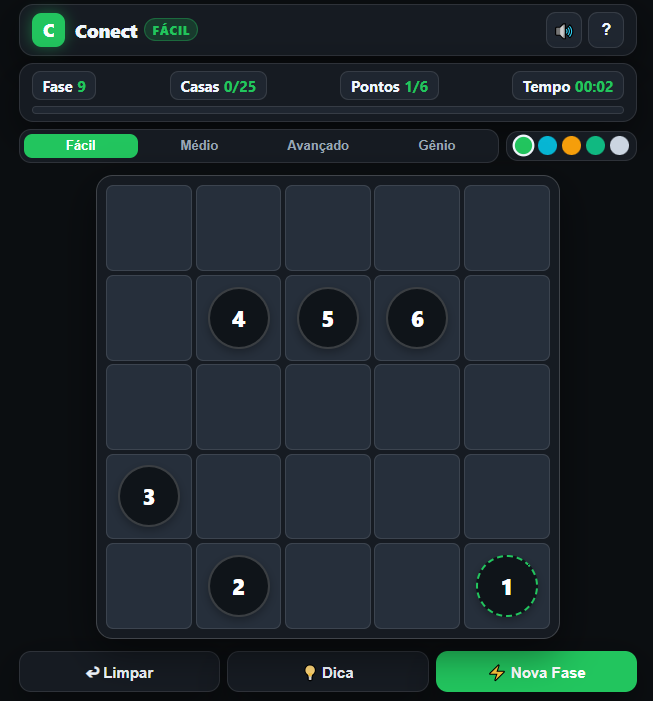 C Conect FÁCIL ?
Fase 9 Casas 0/25 Pontos 1/6 Tempo 00:02
Fácil Médio Avançado Gênio
4 5 6
3
2 1
↩ Limpar 💡 Dica ⚡ Nova Fase